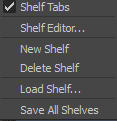 Shelf Tabs
Shelf Editor...
New Shelf
Delete Shelf
Load Shelf...
Save All Shelves